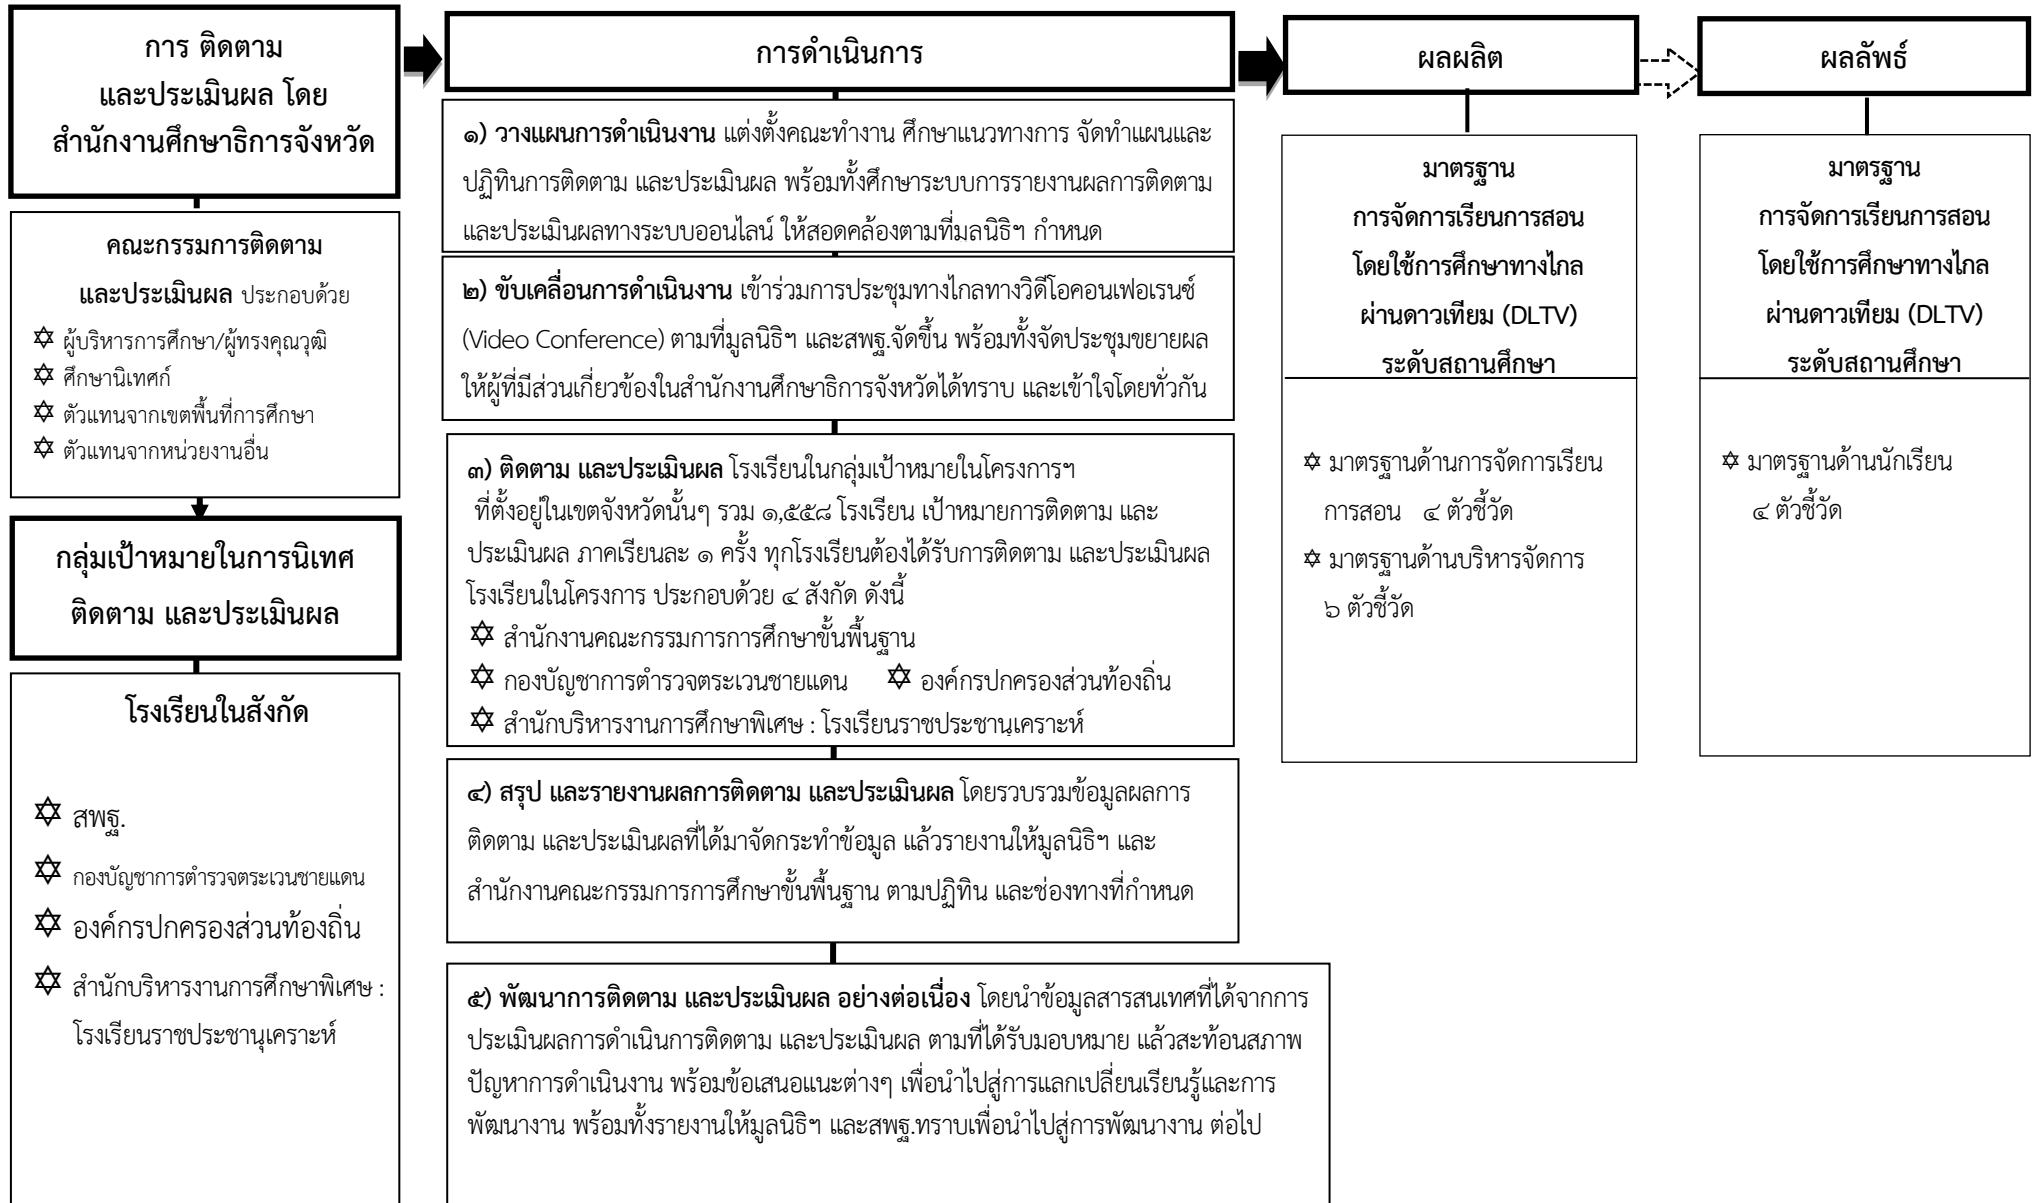 การ ติดตาม
และประเมินผล โดย
สำนักงานศึกษาธิการจังหวัด
คณะกรรมการติดตาม
และประเมินผล ประกอบด้วย
✡ ผู้บริหารการศึกษา/ผู้ทรงคุณวุฒิ
✡ ศึกษานิเทศก์
✡ ตัวแทนจากเขตพื้นที่การศึกษา
✡ ตัวแทนจากหน่วยงานอื่น
กลุ่มเป้าหมายในการนิเทศ
ติดตาม และประเมินผล
โรงเรียนในสังกัด
✡ สพฐ.
✡ กองบัญชาการตำรวจตระเวนชายแดน
✡ องค์กรปกครองส่วนท้องถิ่น
✡ สำนักบริหารงานการศึกษาพิเศษ :
โรงเรียนราชประชานุเคราะห์
การดำเนินการ
๑) วางแผนการดำเนินงาน แต่งตั้งคณะทำงาน ศึกษาแนวทางการ จัดทำแผนและ
ปฏิทินการติดตาม และประเมินผล พร้อมทั้งศึกษาระบบการรายงานผลการติดตาม
และประเมินผลทางระบบออนไลน์ ให้สอดคล้องตามที่มลนิธิฯ กำหนด
๒) ขับเคลื่อนการดำเนินงาน เข้าร่วมการประชุมทางไกลทางวิดีโอคอนเฟอเรนซ์
(Video Conference) ตามที่มูลนิธิฯ และสพฐ.จัดขึ้น พร้อมทั้งจัดประชุมขยายผล
ให้ผู้ที่มีส่วนเกี่ยวข้องในสำนักงานศึกษาธิการจังหวัดได้ทราบ และเข้าใจโดยทั่วกัน
๓) ติดตาม และประเมินผล โรงเรียนในกลุ่มเป้าหมายในโครงการฯ
ที่ตั้งอยู่ในเขตจังหวัดนั้นๆ รวม ๑,๕๕๘ โรงเรียน เป้าหมายการติดตาม และ
ประเมินผล ภาคเรียนละ ๑ ครั้ง ทุกโรงเรียนต้องได้รับการติดตาม และประเมินผล
โรงเรียนในโครงการ ประกอบด้วย ๔ สังกัด ดังนี้
✡ สำนักงานคณะกรรมการการศึกษาขั้นพื้นฐาน
✡ กองบัญชาการตำรวจตระเวนชายแดน ✡ องค์กรปกครองส่วนท้องถิ่น
✡ สำนักบริหารงานการศึกษาพิเศษ : โรงเรียนราชประชานุเคราะห์
๔) สรุป และรายงานผลการติดตาม และประเมินผล โดยรวบรวมข้อมูลผลการ
ติดตาม และประเมินผลที่ได้มาจัดกระทำข้อมูล แล้วรายงานให้มูลนิธิฯ และ
สำนักงานคณะกรรมการการศึกษาขั้นพื้นฐาน ตามปฏิทิน และช่องทางที่กำหนด
๕) พัฒนาการติดตาม และประเมินผล อย่างต่อเนื่อง โดยนำข้อมูลสารสนเทศที่ได้จากการ
ประเมินผลการดำเนินการติดตาม และประเมินผล ตามที่ได้รับมอบหมาย แล้วสะท้อนสภาพ
ปัญหาการดำเนินงาน พร้อมข้อเสนอแนะต่างๆ เพื่อนำไปสู่การแลกเปลี่ยนเรียนรู้และการ
พัฒนางาน พร้อมทั้งรายงานให้มูลนิธิฯ และสพฐ.ทราบเพื่อนำไปสู่การพัฒนางาน ต่อไป
ผลผลิต
มาตรฐาน
การจัดการเรียนการสอน
โดยใช้การศึกษาทางไกล
ผ่านดาวเทียม (DLTV)
ระดับสถานศึกษา
✡ มาตรฐานด้านการจัดการเรียน
การสอน ๔ ตัวชี้วัด
✡ มาตรฐานด้านบริหารจัดการ
๖ ตัวชี้วัด
ผลลัพธ์
มาตรฐาน
การจัดการเรียนการสอน
โดยใช้การศึกษาทางไกล
ผ่านดาวเทียม (DLTV)
ระดับสถานศึกษา
✡ มาตรฐานด้านนักเรียน
๔ ตัวชี้วัด